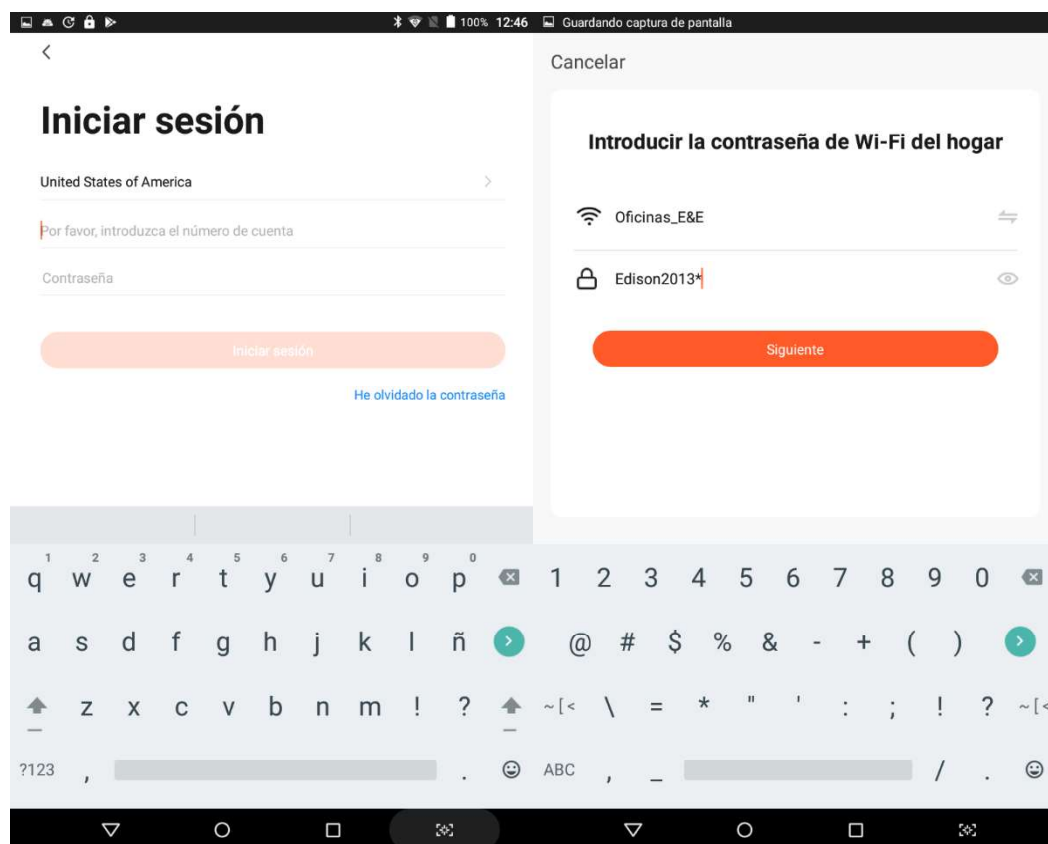 100% 12:46
Iniciar sesión
United States of America
Por favor, introduzca el número de cuenta
Contraseña
Iniciar sesión
He olvidado la contraseña
1 2 3 4 5 6 7 8 9 0
q w e r t y u i o p
a s d f g h j k l ñ
z x c v b n m ! ?
?123 , .
Guardando captura de pantalla
Cancelar
Introducir la contraseña de Wi-Fi del hogar
Oficinas_E&E
Edison2013*
Siguiente
1 2 3 4 5 6 7 8 9 0
@ # $ % & - + ( )
~[< \ = * " ' : ; ! ? ~[<
ABC , _ / .